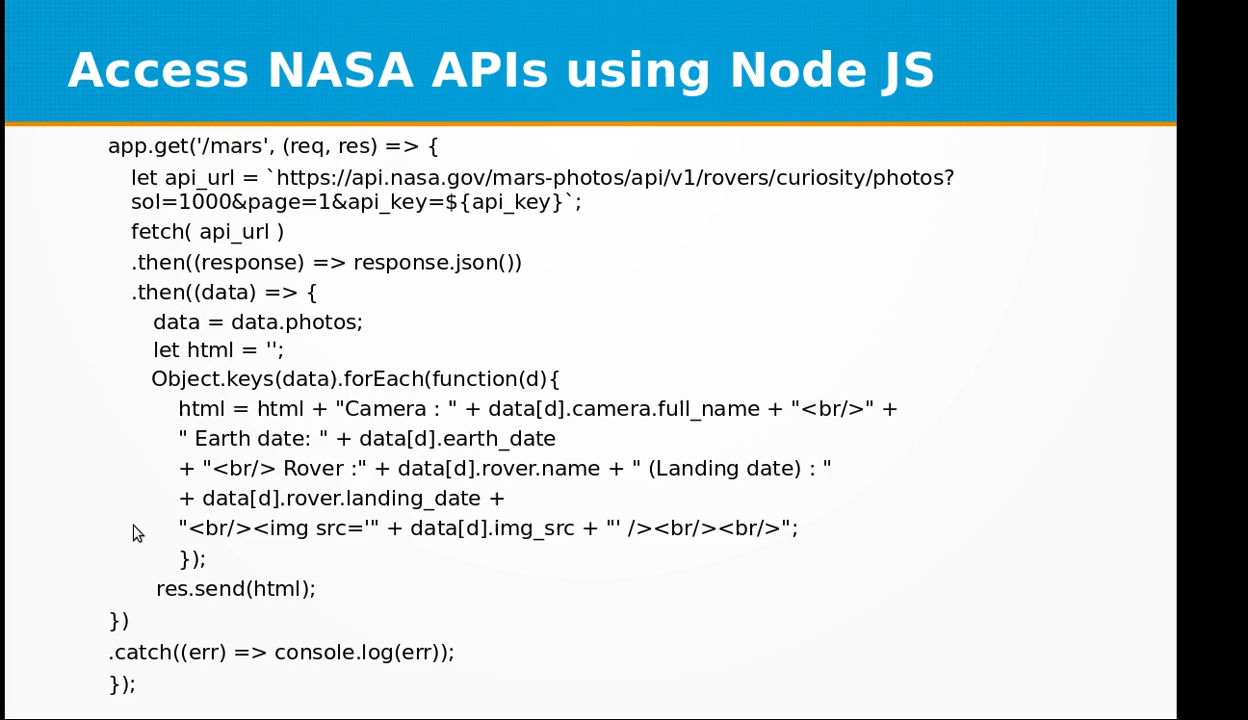 Access NASA APIs using Node JS
app.get('/mars', (req, res) => {
let api_url = `https://api.nasa.gov/mars-photos/api/v1/rovers/curiosity/photos?
sol=1000&page=1&api_key=${api_key}`;
fetch( api_url )
.then((response) => response.json())
.then((data) => {
data = data.photos;
let html = '';
Object.keys(data).forEach(function(d){
html = html + "Camera : " + data[d].camera.full_name + "<br/>" +
" Earth date: " + data[d].earth_date
+ "<br/> Rover :" + data[d].rover.name + " (Landing date) : "
+ data[d].rover.landing_date +
"<br/><img src='" + data[d].img_src + "' /><br/><br/>";
});
res.send(html);
})
.catch((err) => console.log(err));
});